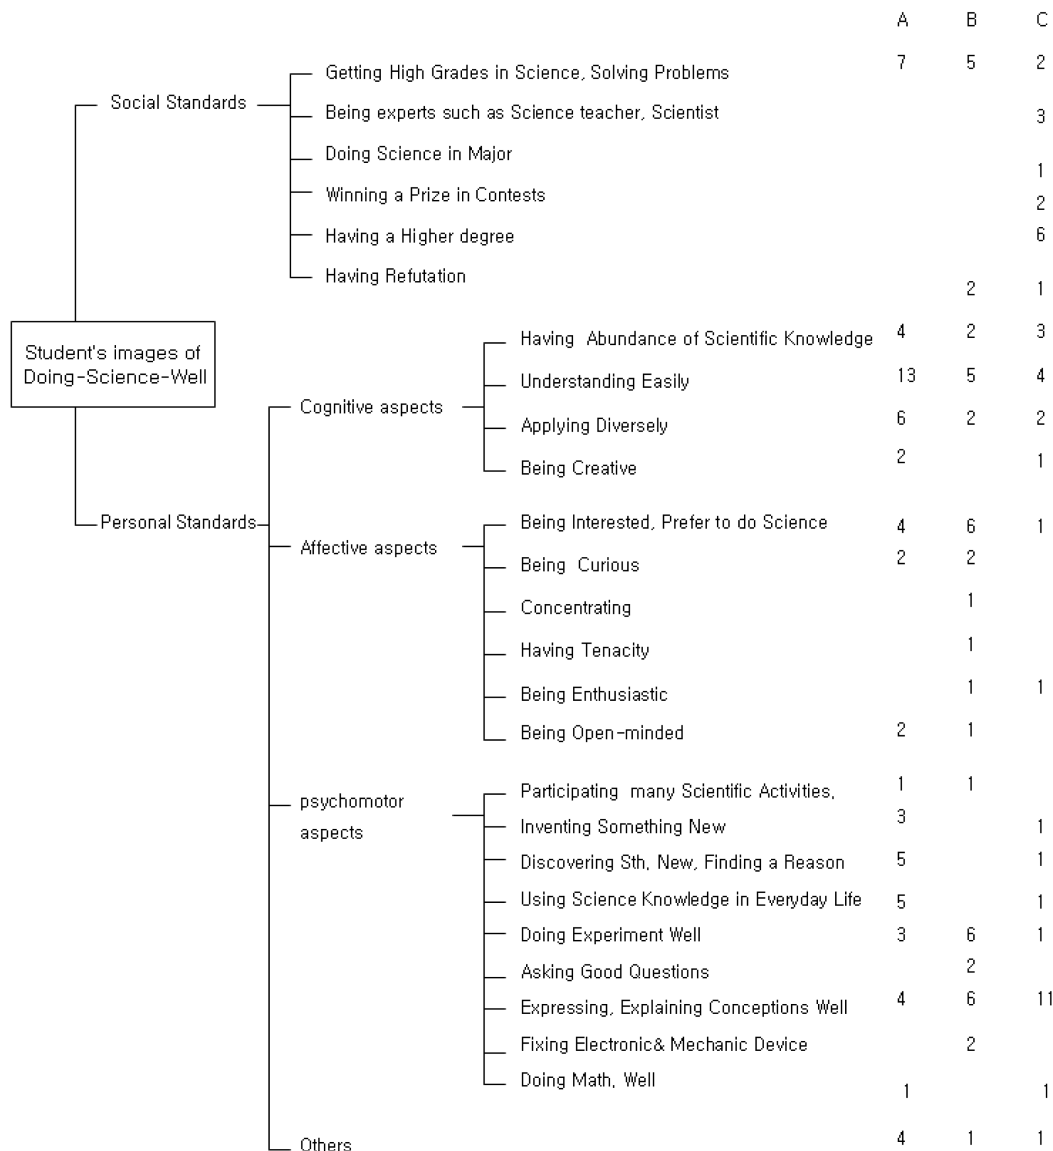 A B C
Getting High Grades in Science, Solving Problems 7 5 2
Social Standards
Being experts such as Science teacher, Scientist 3
Doing Science in Major 1
Winning a Prize in Contests 2
Having a Higher degree 6
Having Refutation 2 1
Student's images of
Doing-Science-Well
Having Abundance of Scientific Knowledge 4 2 3
Understanding Easily 13 5 4
Cognitive aspects
Applying Diversely 6 2 2
Being Creative 2 1
Personal Standards
Being Interested, Prefer to do Science 4 6 1
Affective aspects
Being Curious 2 2
Concentrating 1
Having Tenacity 1
Being Enthusiastic 1 1
Being Open-minded 2 1
psychomotor
aspects
Participating many Scientific Activities, 1 1
Inventing Something New 3 1
Discovering Sth, New, Finding a Reason 5 1
Using Science Knowledge in Everyday Life 5 1
Doing Experiment Well 3 6 1
Asking Good Questions 2
Expressing, Explaining Conceptions Well 4 6 11
Fixing Electronic& Mechanic Device 2
Doing Math, Well 1 1
Others 4 1 1